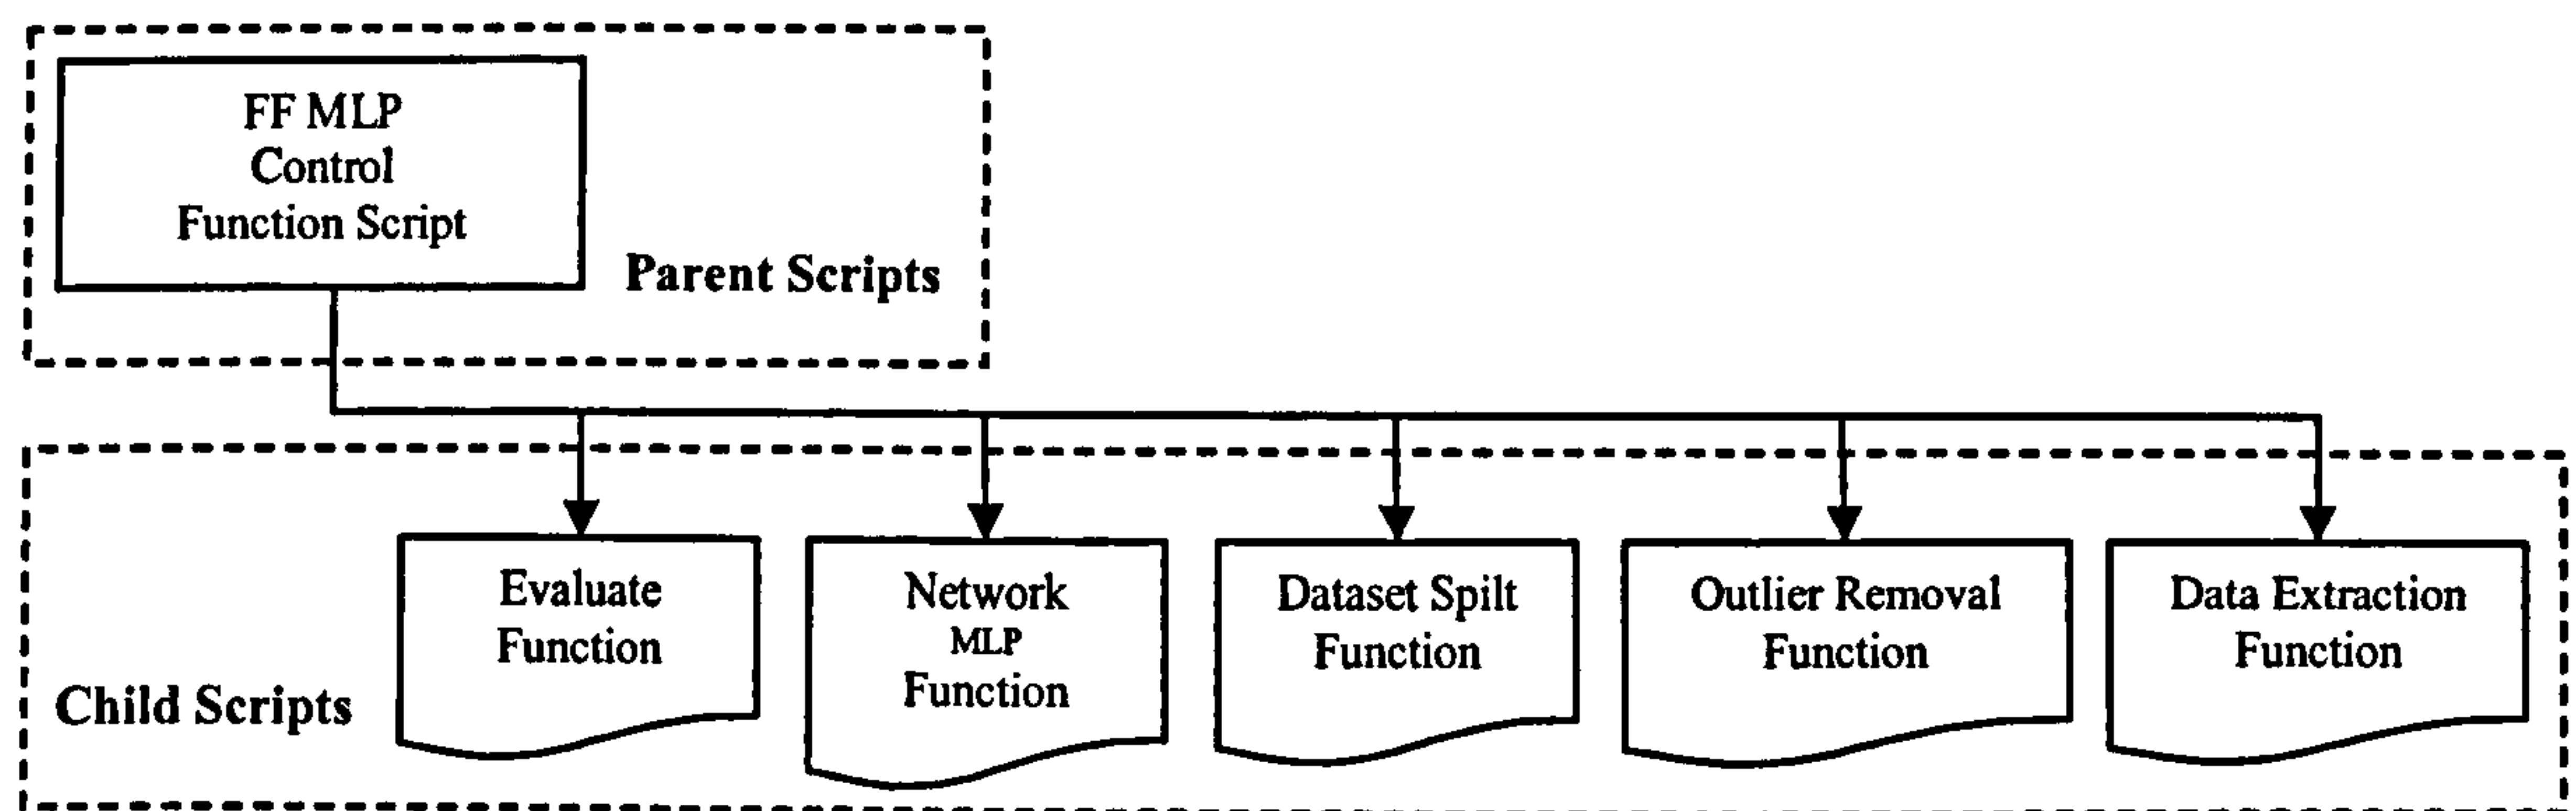 FF MLP
Control
Function Script
Parent Scripts
Evaluate
Function
Network
MLP
Function
Dataset Spilt
Function
Outlier Removal
Function
Data Extraction
Function
Child Scripts